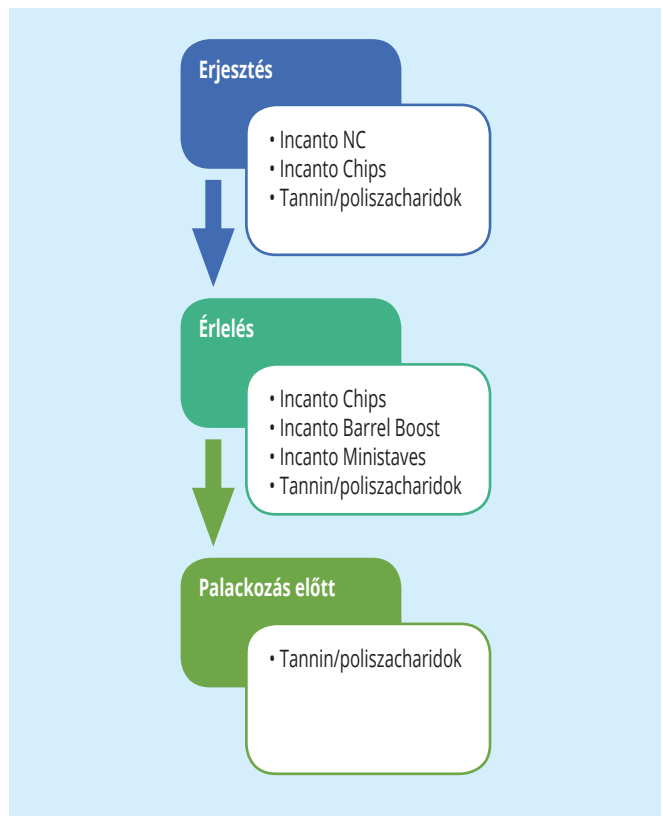 Erjesztés
• Incanto NC
• Incanto Chips
• Tannin/poliszacharidok
Érlelés
• Incanto Chips
• Incanto Barrel Boost
• Incanto Ministaves
• Tannin/poliszacharidok
Palackozás előtt
• Tannin/poliszacharidok